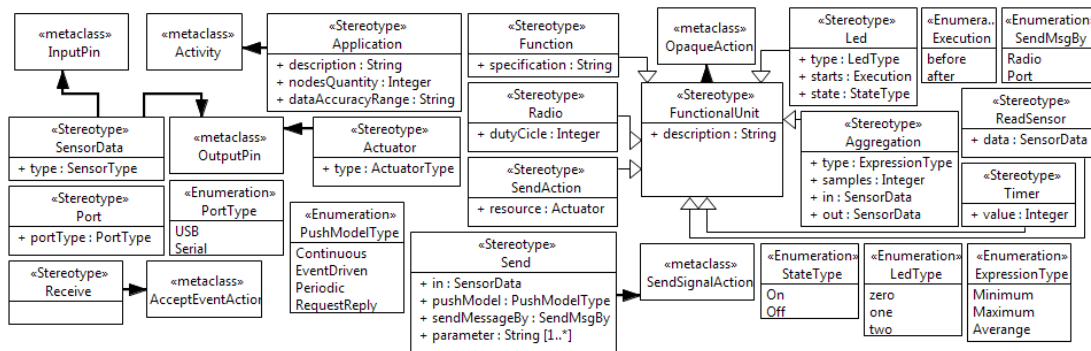 «metaclass»
InputPin
«metaclass»
Activity
«Stereotype»
Application
+ description : String
+ nodesQuantity : Integer
+ dataAccuracyRange : String
«Stereotype»
Function
+ specification : String
«metaclass»
OpaqueAction
«Stereotype»
Led
+ type : LedType
+ starts : Execution
+ state : StateType
«Enumera..
Execution
before
after
«Enumeration»
SendMsgBy
Radio
Port
«Stereotype»
SensorData
+ type : SensorType
«metaclass»
OutputPin
«Stereotype»
Actuator
+ type : ActuatorType
«Stereotype»
Radio
+ dutyCicle : Integer
«Stereotype»
FunctionalUnit
+ description : String
«Stereotype»
Aggregation
+ type : ExpressionType
+ samples : Integer
+ in : SensorData
+ out : SensorData
«Stereotype»
ReadSensor
+ data : SensorData
«Stereotype»
SendAction
+ resource : Actuator
«Stereotype»
Timer
+ value : Integer
«Stereotype»
Port
+ portType : PortType
«Enumeration»
PortType
USB
Serial
«Enumeration»
PushModelType
Continuous
EventDriven
Periodic
RequestReply
«Stereotype»
Receive
«metaclass»
AcceptEventAction
«Stereotype»
Send
+ in : SensorData
+ pushModel : PushModelType
+ sendMessageBy : SendMsgBy
+ parameter : String [1..*]
«metaclass»
SendSignalAction
«Enumeration»
StateType
On
Off
«Enumeration»
LedType
zero
one
two
«Enumeration»
ExpressionType
Minimum
Maximum
Averange